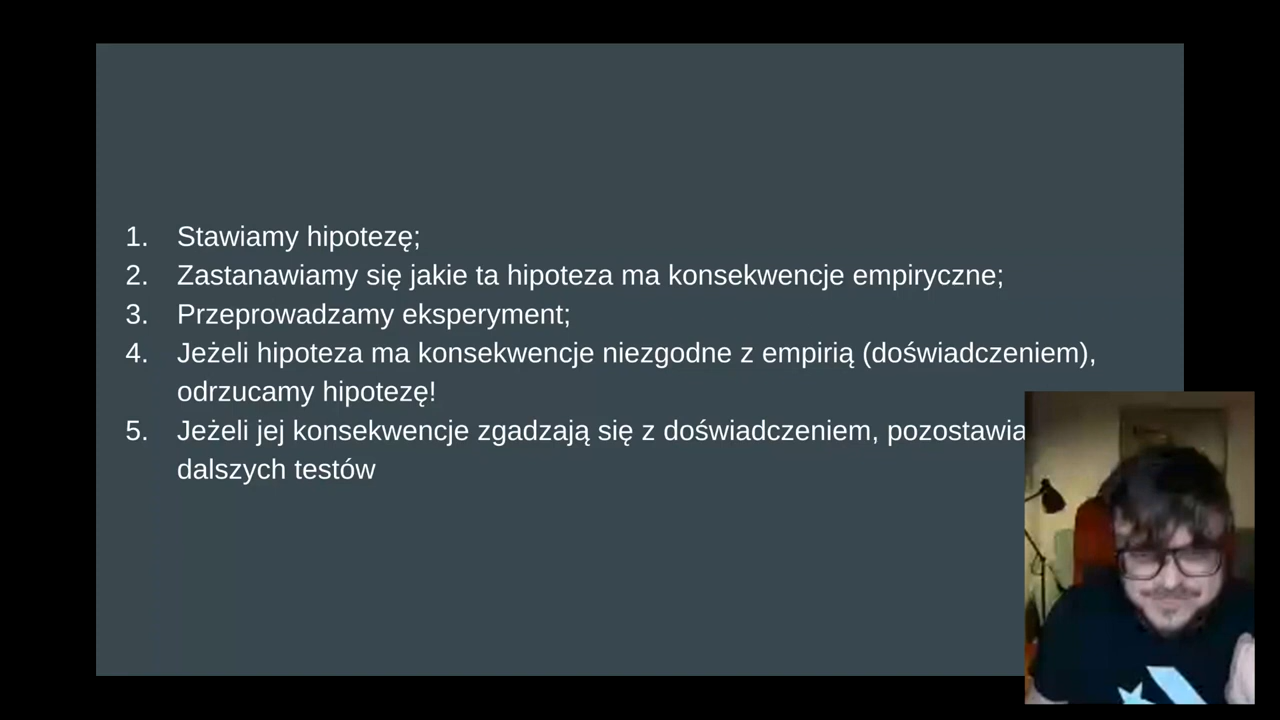 1. Stawiamy hipotezę;
2. Zastanawiamy się jakie ta hipoteza ma konsekwencje empiryczne;
3. Przeprowadzamy eksperyment;
4. Jeżeli hipoteza ma konsekwencje niezgodne z empirią (doświadczeniem),
odrzucamy hipotezę!
5. Jeżeli jej konsekwencje zgadzają się z doświadczeniem,
dalszych testów